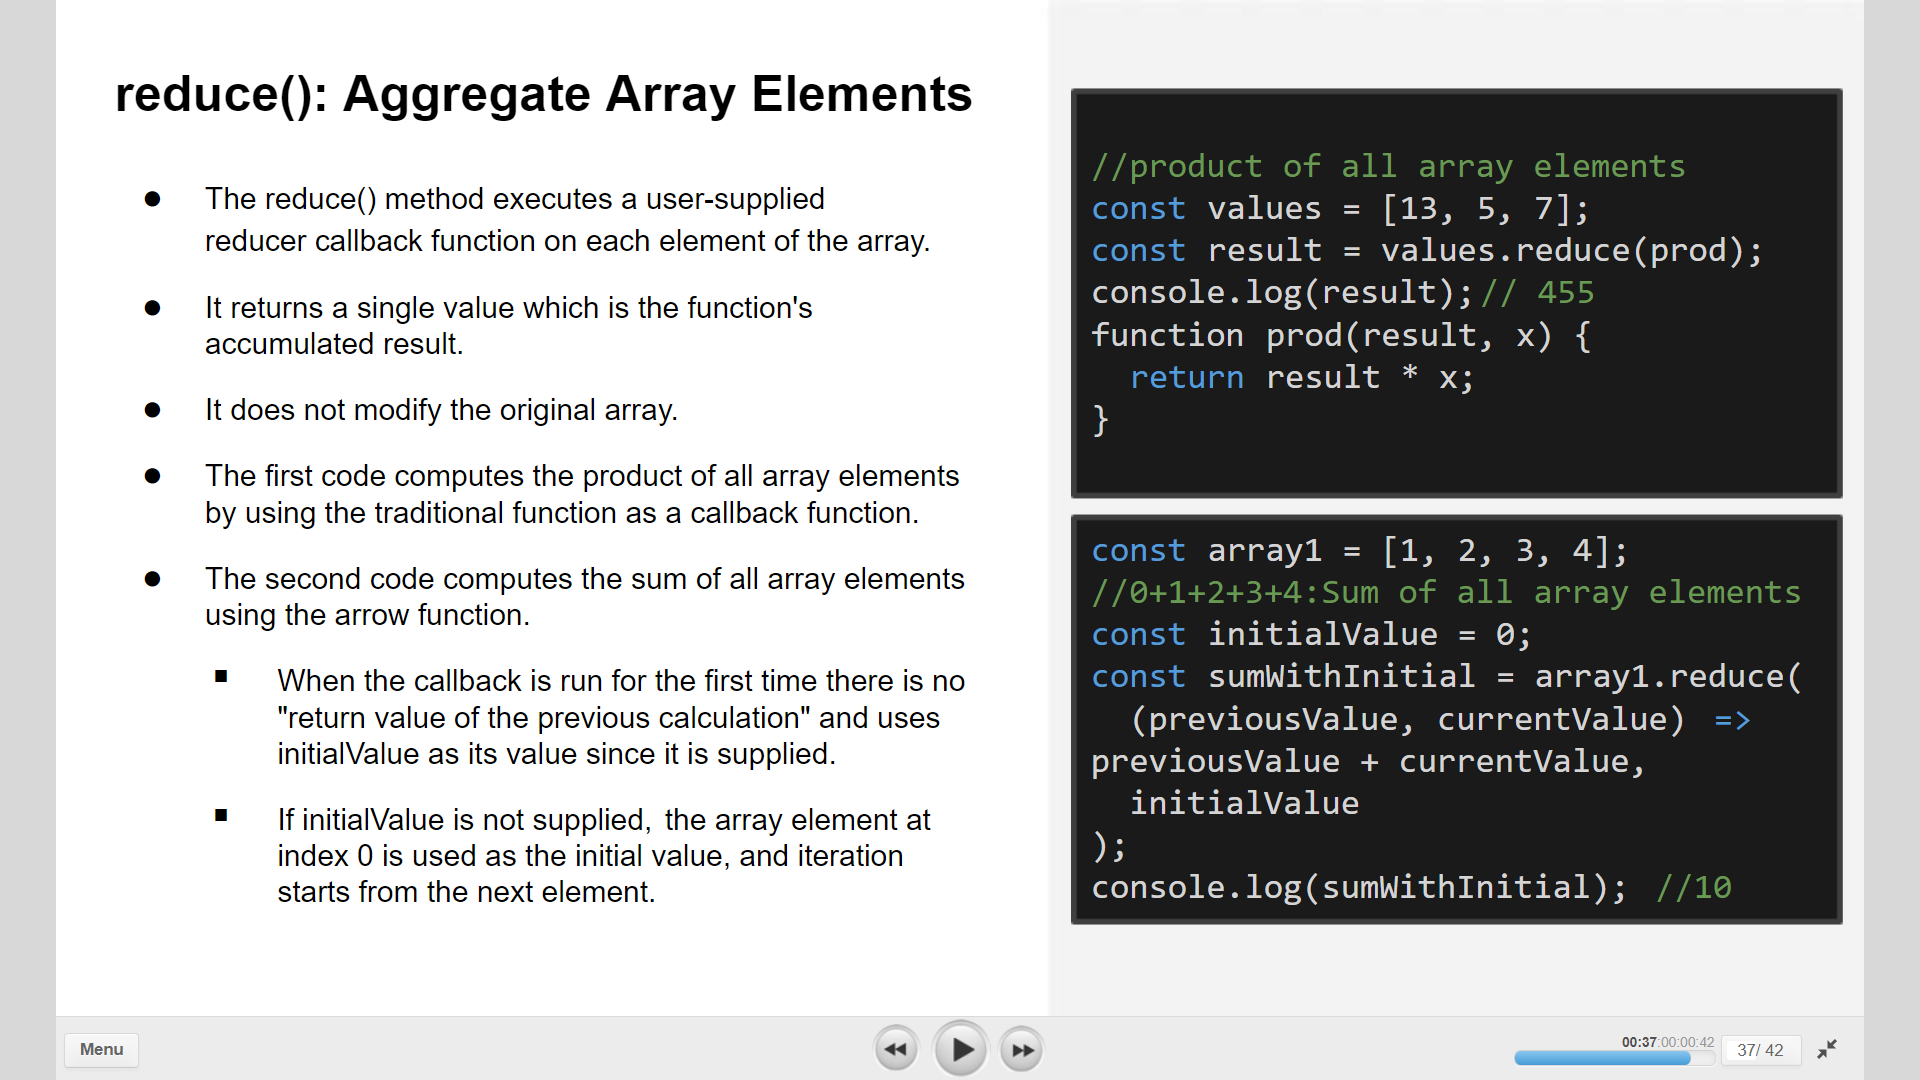 reduce(): Aggregate Array Elements
● The reduce() method executes a user-supplied
reducer callback function on each element of the array.
● It returns a single value which is the function's
accumulated result.
● It does not modify the original array.
● The first code computes the product of all array elements
by using the traditional function as a callback function.
● The second code computes the sum of all array elements
using the arrow function.
▪ When the callback is run for the first time there is no
"return value of the previous calculation" and uses
initialValue as its value since it is supplied.
▪ If initialValue is not supplied, the array element at
index 0 is used as the initial value, and iteration
starts from the next element.
//product of all array elements
const values = [13, 5, 7];
const result = values.reduce(prod);
console.log(result);// 455
function prod(result, x) {
  return result * x;
}
const array1 = [1, 2, 3, 4];
//0+1+2+3+4:Sum of all array elements
const initialValue = 0;
const sumWithInitial = array1.reduce(
  (previousValue, currentValue) =>
previousValue + currentValue,
  initialValue
);
console.log(sumWithInitial); //10
Menu
00:37:00:00:42
37/ 42